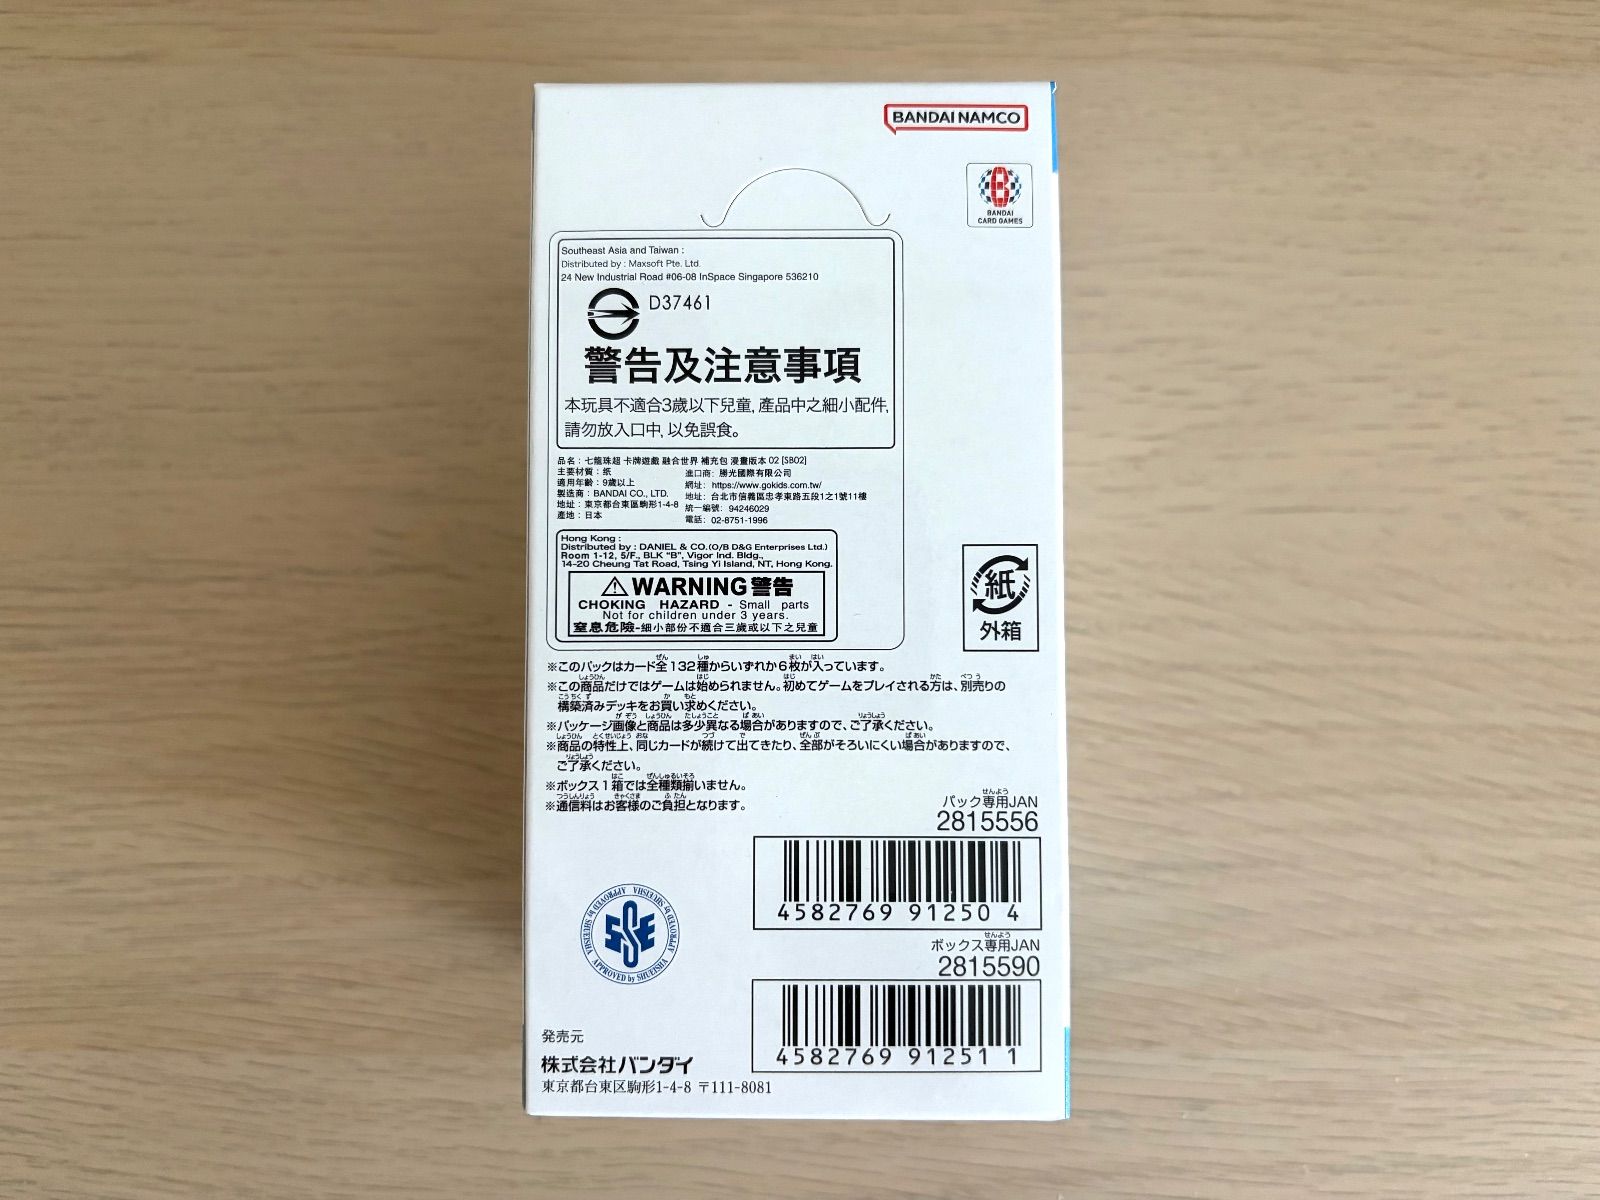 BANDAI NAMCO
BANDAI
CARD GAMES
Southeast Asia and Taiwan :
Distributed by : Maxsoft Pte. Ltd.
24 New Industrial Road #06-08 InSpace Singapore 536210
D37461
警告及注意事項
本玩具不適合3歲以下兒童, 產品中之細小配件,
請勿放入口中, 以免誤食。
品名：七龍珠超 卡牌遊戲 融合世界 補充包 漫畫版本 02 [SB02]
主要材質：紙
適用年齡：9歲以上
製造商：BANDAI CO., LTD.
地址：東京都台東區駒形1-4-8
產地：日本
進口商：勝光國際有限公司
網址：https://www.gokids.com.tw/
地址：台北市信義區忠孝東路五段1之1號11樓
統一編號：94246029
電話：02-8751-1996
Hong Kong :
Distributed by : DANIEL & CO.(O/B D&G Enterprises Ltd.)
Room 1-12, 5/F., BLK "B", Vigor Ind. Bldg.,
14-20 Cheung Tat Road, Tsing Yi Island, NT, Hong Kong.
WARNING 警告
CHOKING HAZARD - Small parts
Not for children under 3 years.
窒息危險-細小部份不適合三歲或以下之兒童
紙
外箱
※このパックはカード全132種からいずれか6枚が入っています。
※この商品だけではゲームは始められません。初めてゲームをプレイされる方は、別売りの
構築済みデッキをお買い求めください。
※パッケージ画像と商品は多少異なる場合がありますので、ご了承ください。
※商品の特性上、同じカードが続けて出てきたり、全部がそろいにくい場合がありますので、
ご了承ください。
※ボックス1箱では全種類揃いません。
※通信料はお客様のご負担となります。
パック専用JAN
2815556
4582769 91250 4
ボックス専用JAN
2815590
4582769 91251 1
APPROVED by SHUEISHA APPROVED by SHUEISHA APPROVED by SHUEISHA
SSE
発売元
株式会社バンダイ
東京都台東区駒形1-4-8 〒111-8081